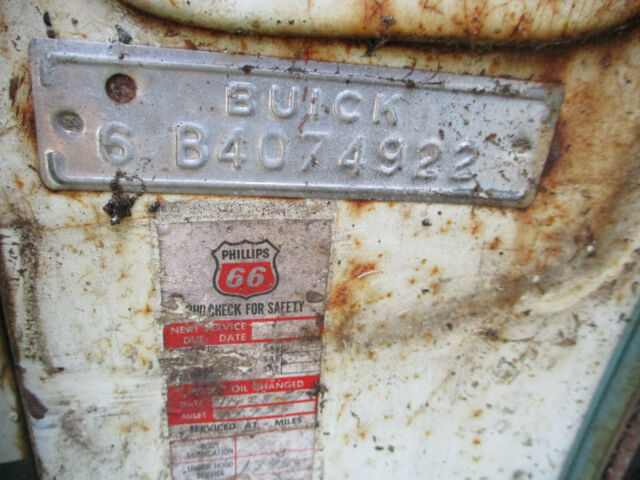 BUICK
6 B4074922
PHILLIPS
66
CHECK FOR SAFETY
NEXT SERVICE
DUE DATE
OIL CHANGED
DATE
MILES
SERVICED AT - MILES
BODY
LUBRICATION
UNDER HOOD
SERVICE